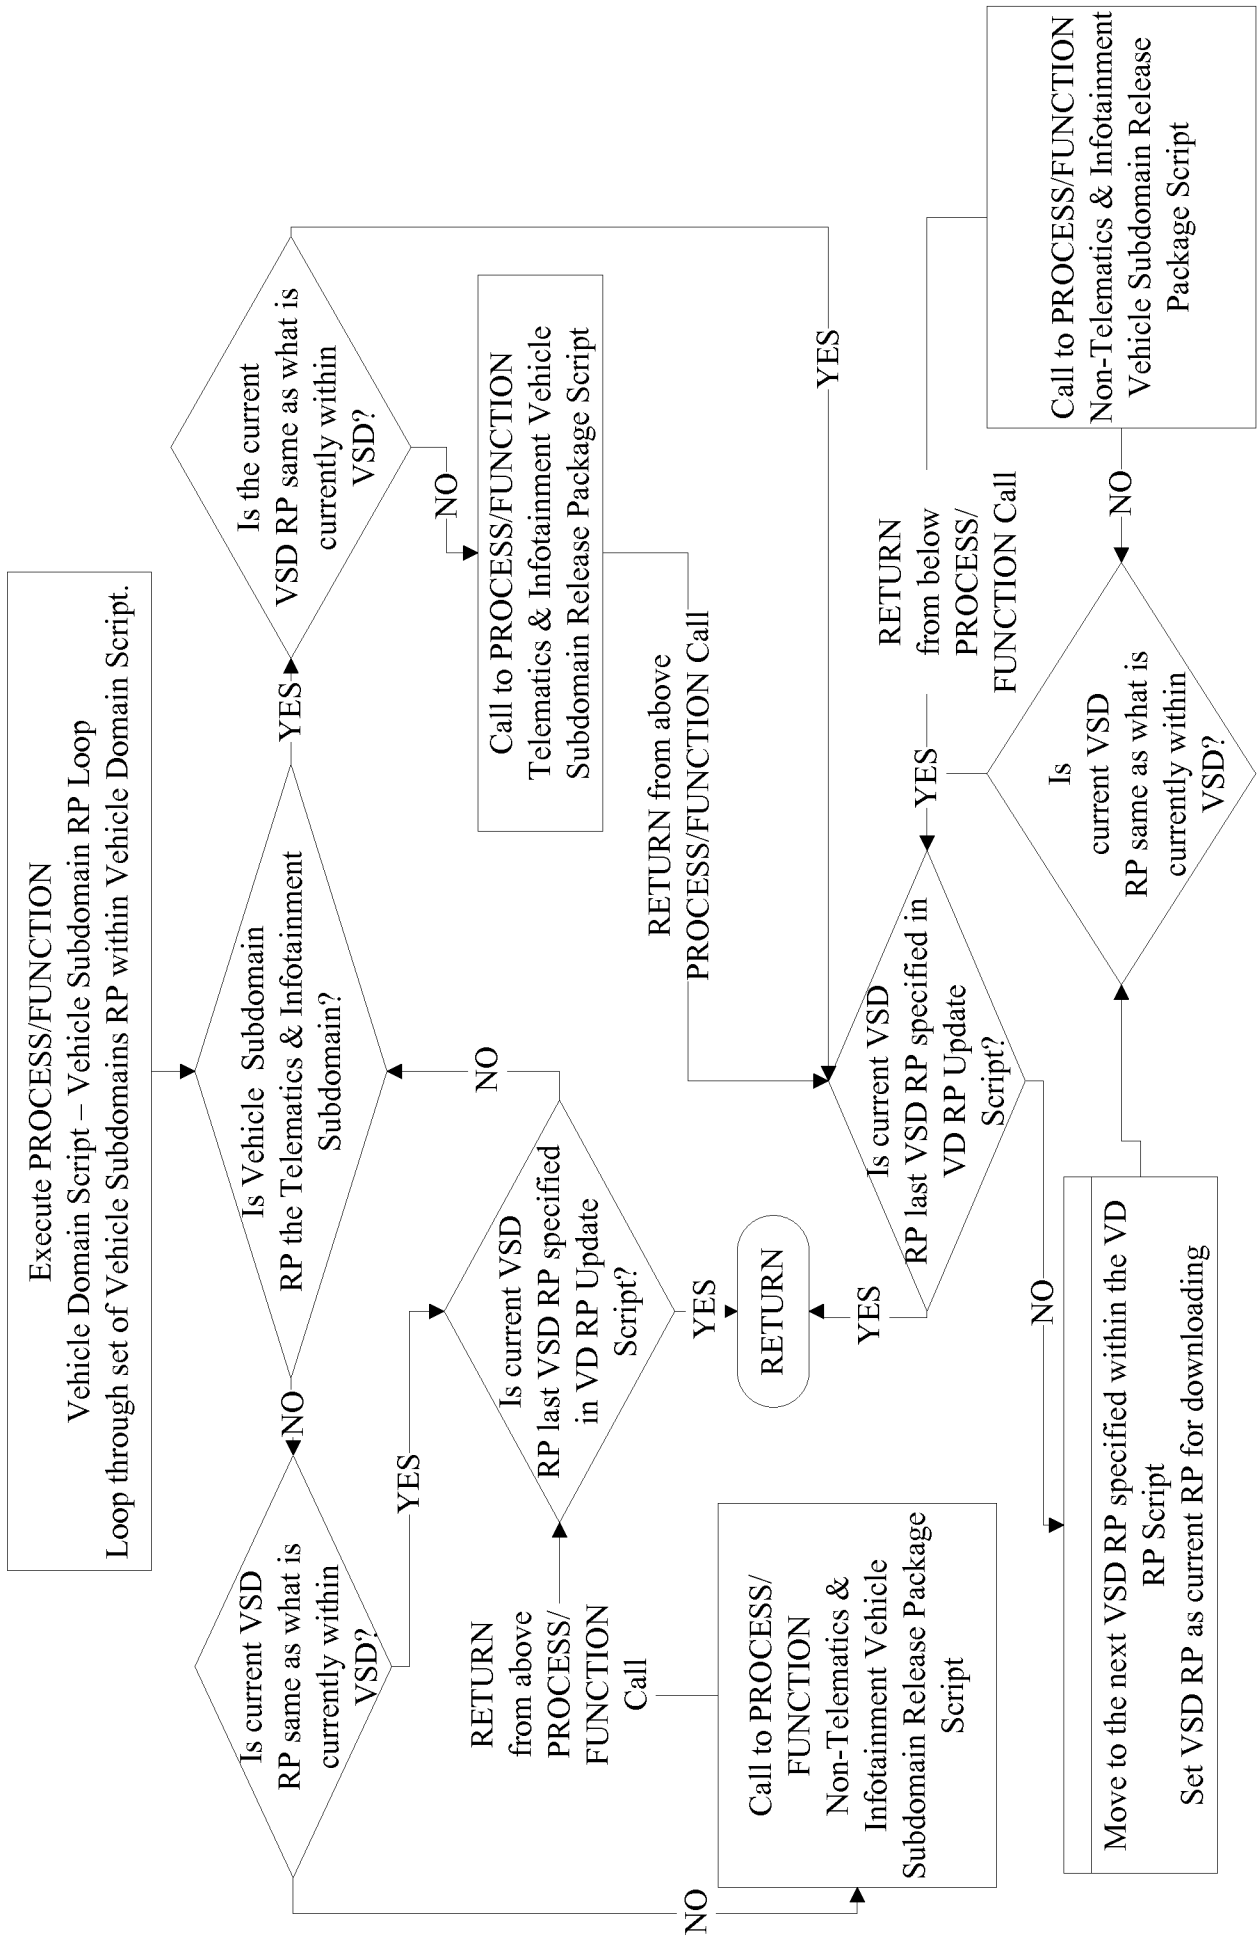 Execute PROCESS/FUNCTION
Vehicle Domain Script – Vehicle Subdomain RP Loop
Loop through set of Vehicle Subdomains RP within Vehicle Domain Script.
Is current VSD
RP same as what is
currently within
VSD?
NO
Is Vehicle Subdomain
RP the Telematics & Infotainment
Subdomain?
YES
Is the current
VSD RP same as what is
currently within
VSD?
YES
NO
NO
RETURN
from above
PROCESS/
FUNCTION
Call
Is current VSD
RP last VSD RP specified
in VD RP Update
Script?
Call to PROCESS/FUNCTION
Telematics & Infotainment Vehicle
Subdomain Release Package Script
RETURN from above
PROCESS/FUNCTION Call
NO
YES
YES
Call to PROCESS/
FUNCTION
Non-Telematics &
Infotainment Vehicle
Subdomain Release Package
Script
RETURN
YES
Is current VSD
RP last VSD RP specified in
VD RP Update
Script?
YES
RETURN
from below
PROCESS/
FUNCTION Call
NO
Move to the next VSD RP specified within the VD
RP Script
Set VSD RP as current RP for downloading
Is
current VSD
RP same as what is
currently within
VSD?
NO
Call to PROCESS/FUNCTION
Non-Telematics & Infotainment
Vehicle Subdomain Release
Package Script